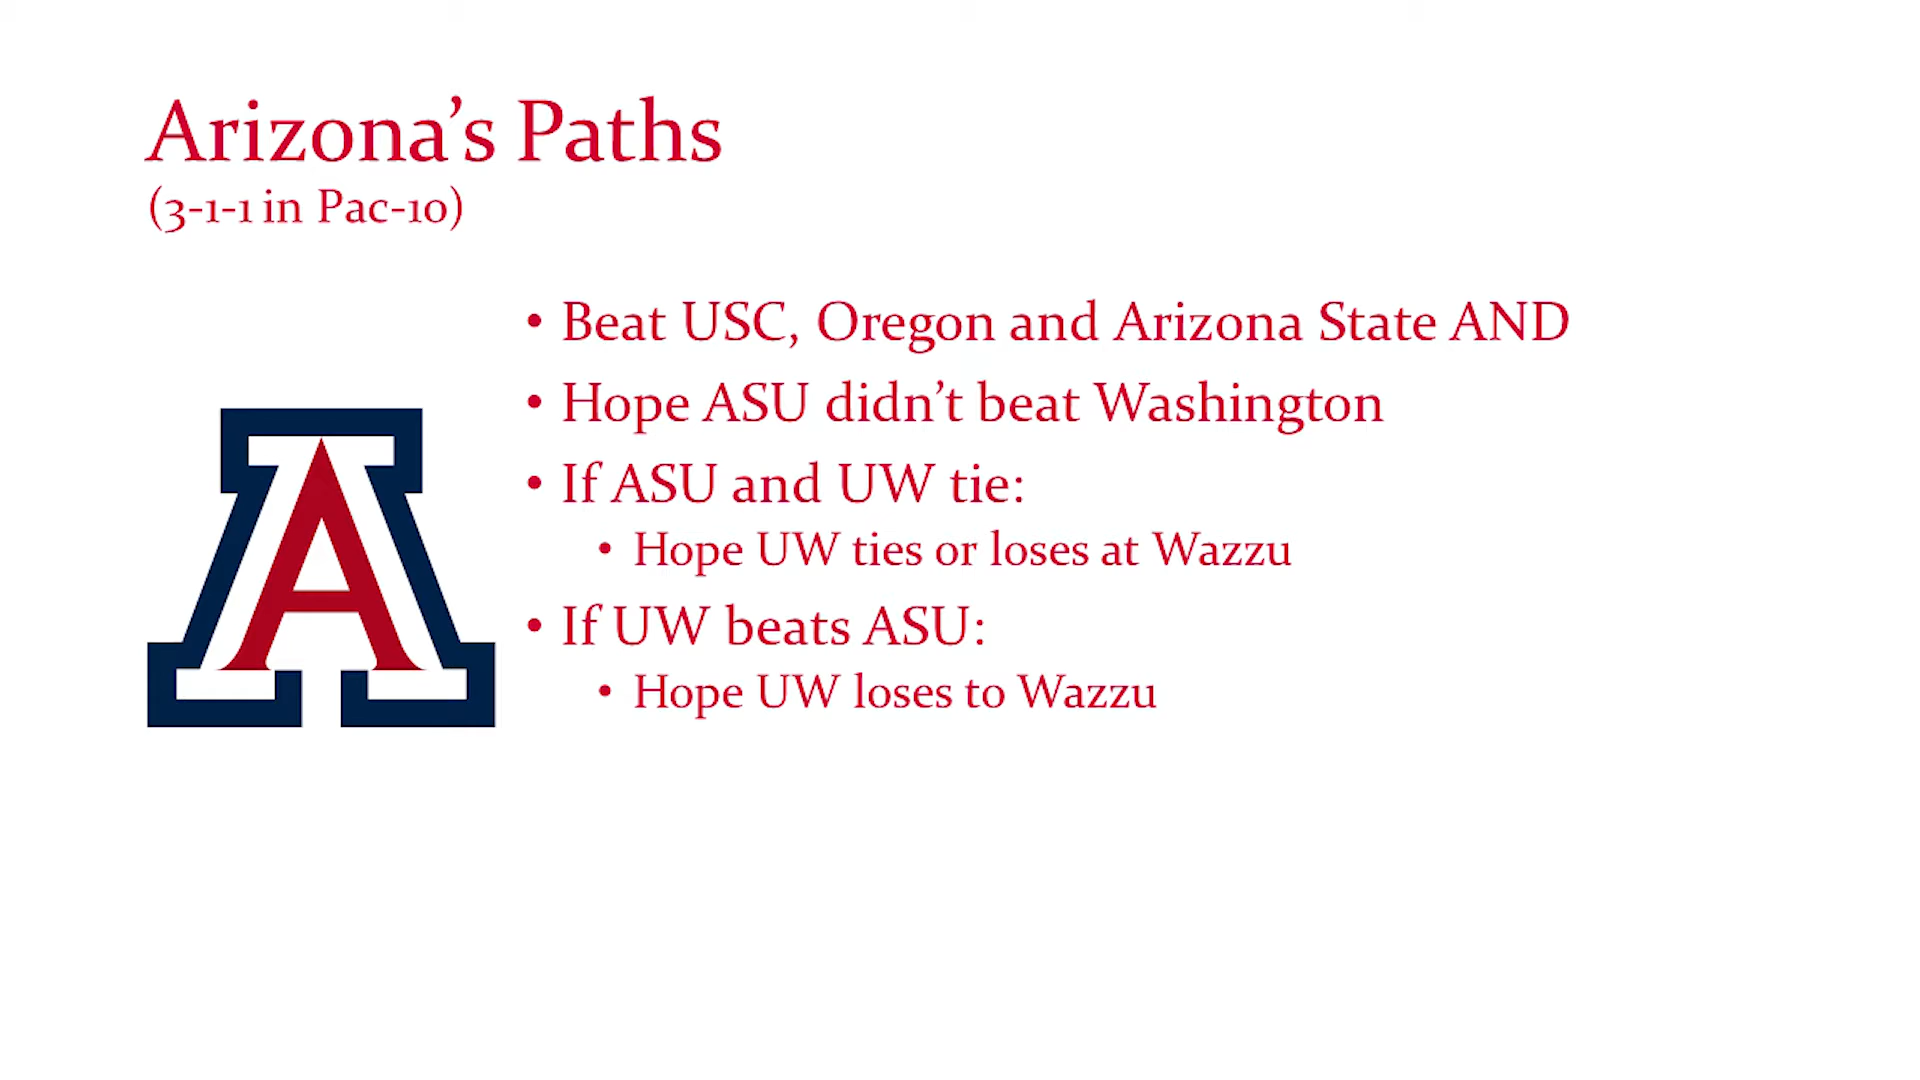 Arizona’s Paths
(3-1-1 in Pac-10)
• Beat USC, Oregon and Arizona State AND
• Hope ASU didn’t beat Washington
• If ASU and UW tie:
• Hope UW ties or loses at Wazzu
• If UW beats ASU:
• Hope UW loses to Wazzu
A